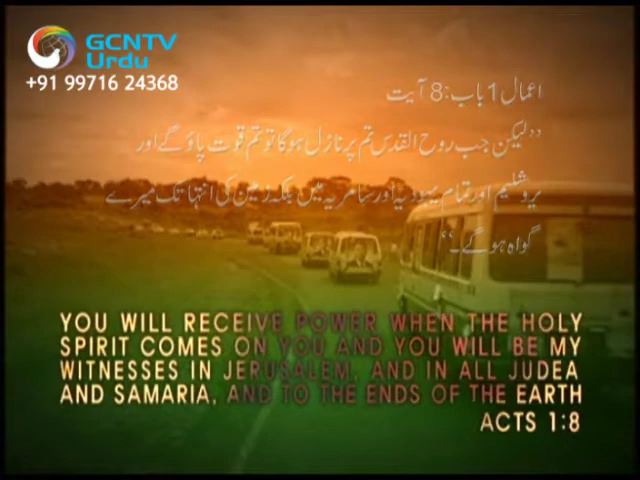 GCNTV
Urdu
+91 99716 24368
اعمال 1 باب: 8 آیت
”لیکن جب روح القدس تم پر نازل ہوگا تو تم قوت پاؤ گے اور
یروشلیم اور تمام یہودیہ اور سامریہ میں بلکہ زمین کی انتہا تک میرے
گواہ ہو گے۔“
YOU WILL RECEIVE POWER WHEN THE HOLY
SPIRIT COMES ON YOU AND YOU WILL BE MY
WITNESSES IN JERUSALEM, AND IN ALL JUDEA
AND SAMARIA, AND TO THE ENDS OF THE EARTH
ACTS 1:8